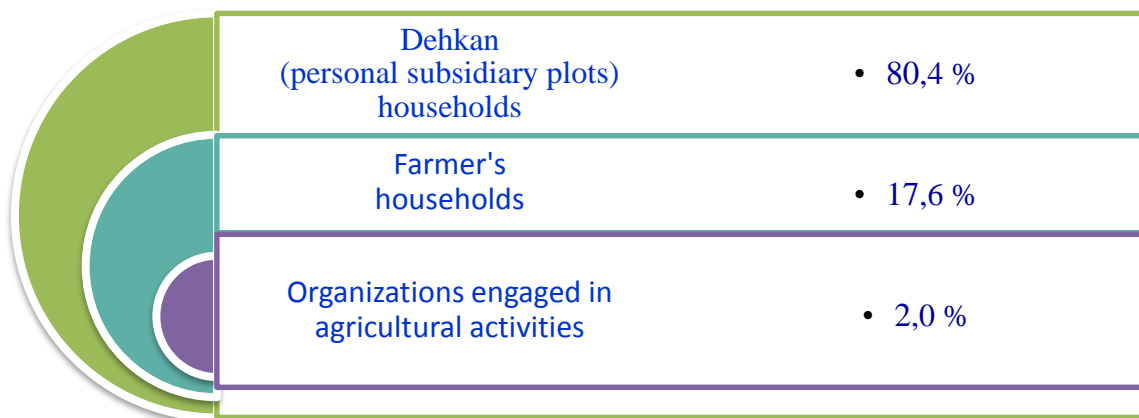 Dehkan
(personal subsidiary plots)
households
• 80,4 %
Farmer's
households
• 17,6 %
Organizations engaged in
agricultural activities
• 2,0 %